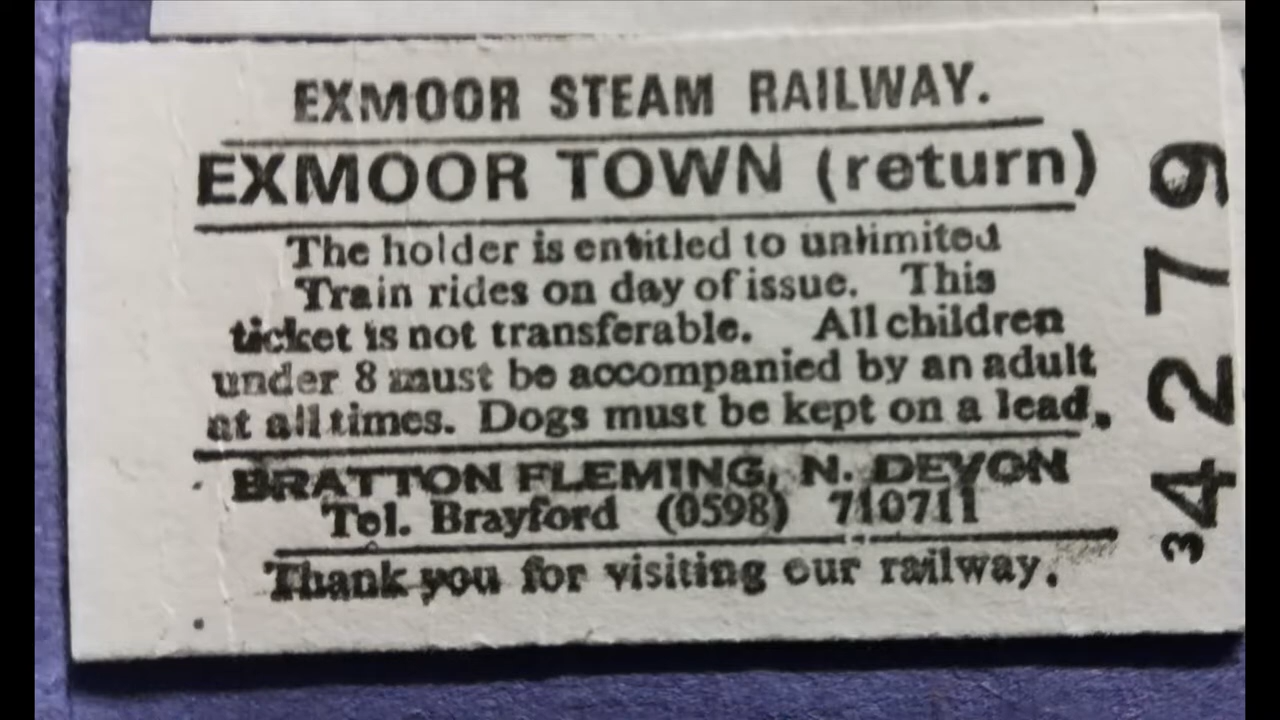 EXMOOR STEAM RAILWAY.
EXMOOR TOWN (return)
The holder is entitled to unlimited
Train rides on day of issue. This
ticket is not transferable. All children
under 8 must be accompanied by an adult
at all times. Dogs must be kept on a lead.
BRATTON FLEMING, N. DEVON
Tel. Brayford (0598) 710711
Thank you for visiting our railway.
34279